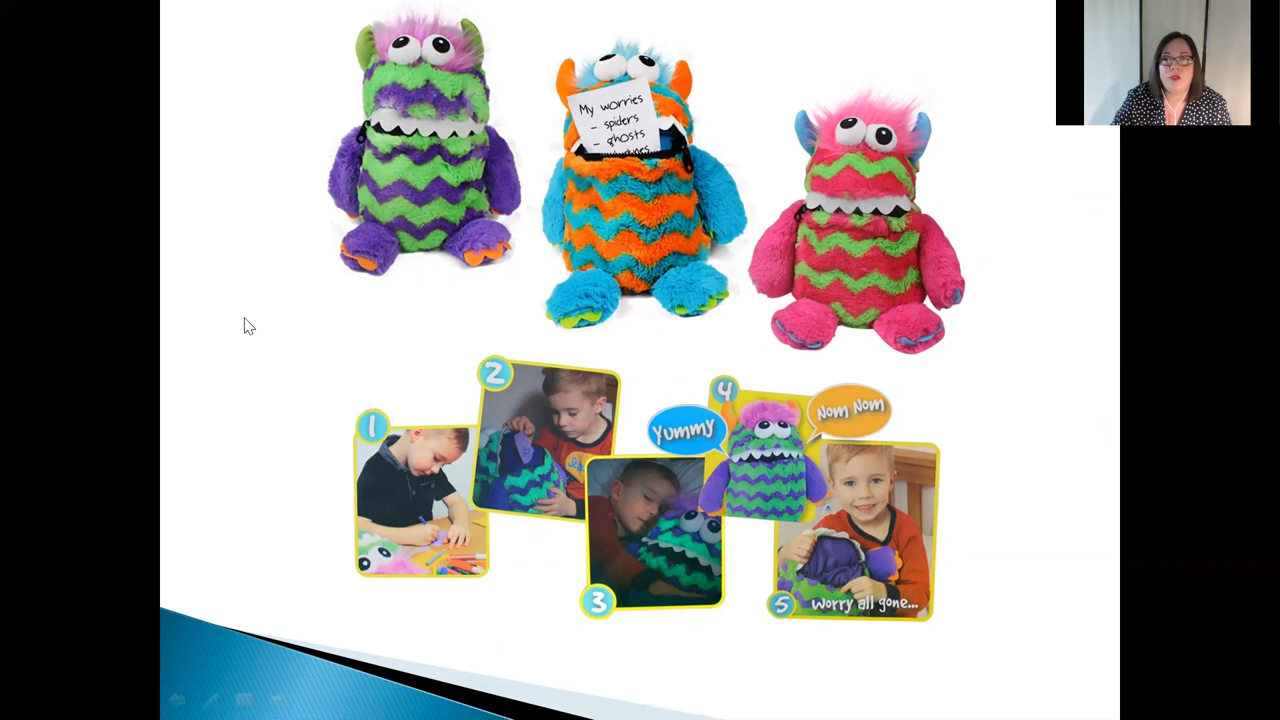 My worries
- spiders
- ghosts
1
2
3
4
Yummy
Nom Nom
5
Worry all gone...